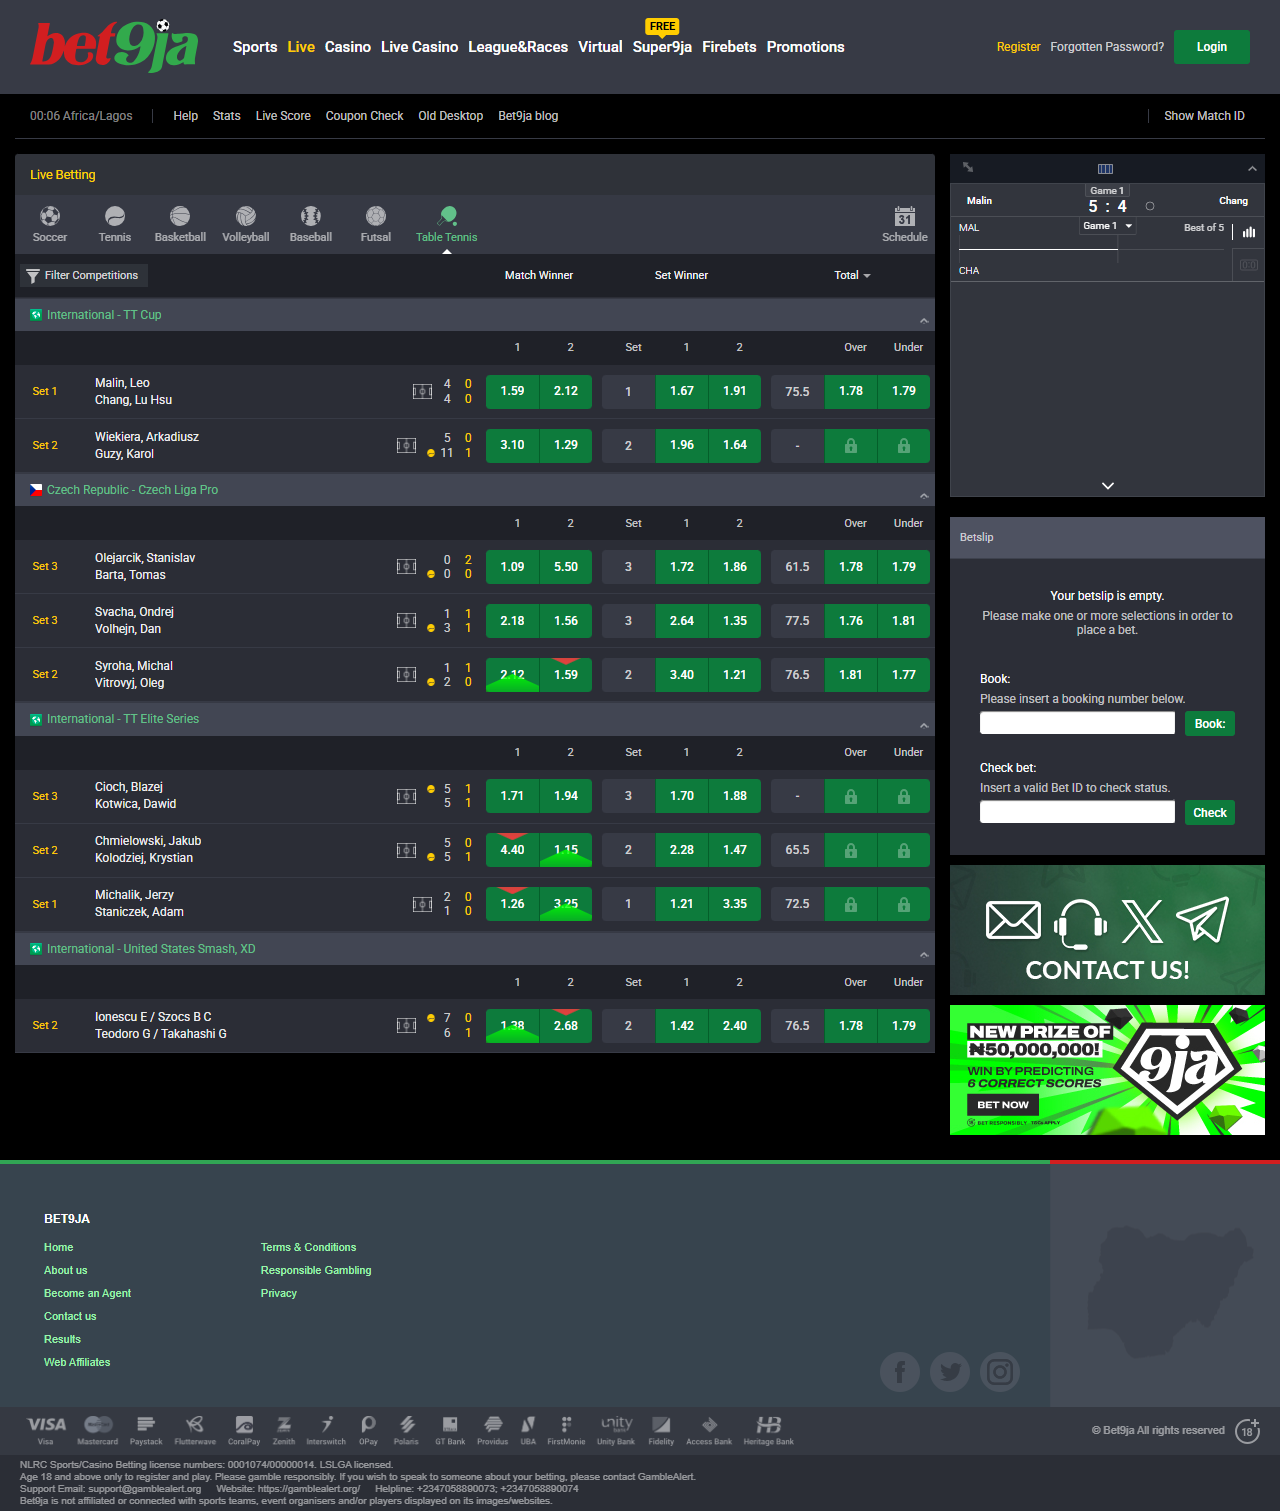 bet9ja
Sports Live Casino Live Casino League&Races Virtual Super9ja Firebets Promotions
FREE
Register Forgotten Password? Login
00:06 Africa/Lagos Help Stats Live Score Coupon Check Old Desktop Bet9ja blog Show Match ID
Live Betting
Soccer Tennis Basketball Volleyball Baseball Futsal Table Tennis 31 Schedule
Filter Competitions Match Winner Set Winner Total
International - TT Cup
1 2 Set 1 2 Over Under
Set 1 Malin, Leo 4 0 1.59 2.12 1 1.67 1.91 75.5 1.78 1.79
Chang, Lu Hsu 4 0
Set 2 Wiekiera, Arkadiusz 5 0 3.10 1.29 2 1.96 1.64 -
Guzy, Karol 11 1
Czech Republic - Czech Liga Pro
1 2 Set 1 2 Over Under
Set 3 Olejarcik, Stanislav 0 2 1.09 5.50 3 1.72 1.86 61.5 1.78 1.79
Barta, Tomas 0 0
Set 3 Svacha, Ondrej 1 1 2.18 1.56 3 2.64 1.35 77.5 1.76 1.81
Volhejn, Dan 3 1
Set 2 Syroha, Michal 1 1 2.12 1.59 2 3.40 1.21 76.5 1.81 1.77
Vitrovyj, Oleg 2 0
International - TT Elite Series
1 2 Set 1 2 Over Under
Set 3 Cioch, Blazej 5 1 1.71 1.94 3 1.70 1.88 -
Kotwica, Dawid 5 1
Set 2 Chmielowski, Jakub 5 0 4.40 1.15 2 2.28 1.47 65.5
Kolodziej, Krystian 5 1
Set 1 Michalik, Jerzy 2 0 1.26 3.25 1 1.21 3.35 72.5
Staniczek, Adam 1 0
International - United States Smash, XD
1 2 Set 1 2 Over Under
Set 2 Ionescu E / Szocs B C 7 0 1.38 2.68 2 1.42 2.40 76.5 1.78 1.79
Teodoro G / Takahashi G 6 1
Game 1
Malin 5 : 4 Chang
MAL Game 1 Best of 5
CHA
Betslip
Your betslip is empty.
Please make one or more selections in order to
place a bet.
Book:
Please insert a booking number below.
Book:
Check bet:
Insert a valid Bet ID to check status.
Check
CONTACT US!
NEW PRIZE OF
₦50,000,000!
WIN BY PREDICTING
6 CORRECT SCORES
BET NOW
BET RESPONSIBLY. T&CS APPLY
9ja
BET9JA
Home Terms & Conditions
About us Responsible Gambling
Become an Agent Privacy
Contact us
Results
Web Affiliates
VISA unity HB
Visa Mastercard Paystack Flutterwave CoralPay Zenith Interswitch OPay Polaris GT Bank Providus UBA FirstMonie Unity Bank Fidelity Access Bank Heritage Bank
© Bet9ja All rights reserved 18+
NLRC Sports/Casino Betting license numbers: 0001074/00000014. LSLGA licensed.
Age 18 and above only to register and play. Please gamble responsibly. If you wish to speak to someone about your betting, please contact GambleAlert.
Support Email: support@gamblealert.org Website: https://gamblealert.org/ Helpline: +2347058890073; +2347058890074
Bet9ja is not affiliated or connected with sports teams, event organisers and/or players displayed on its images/websites.